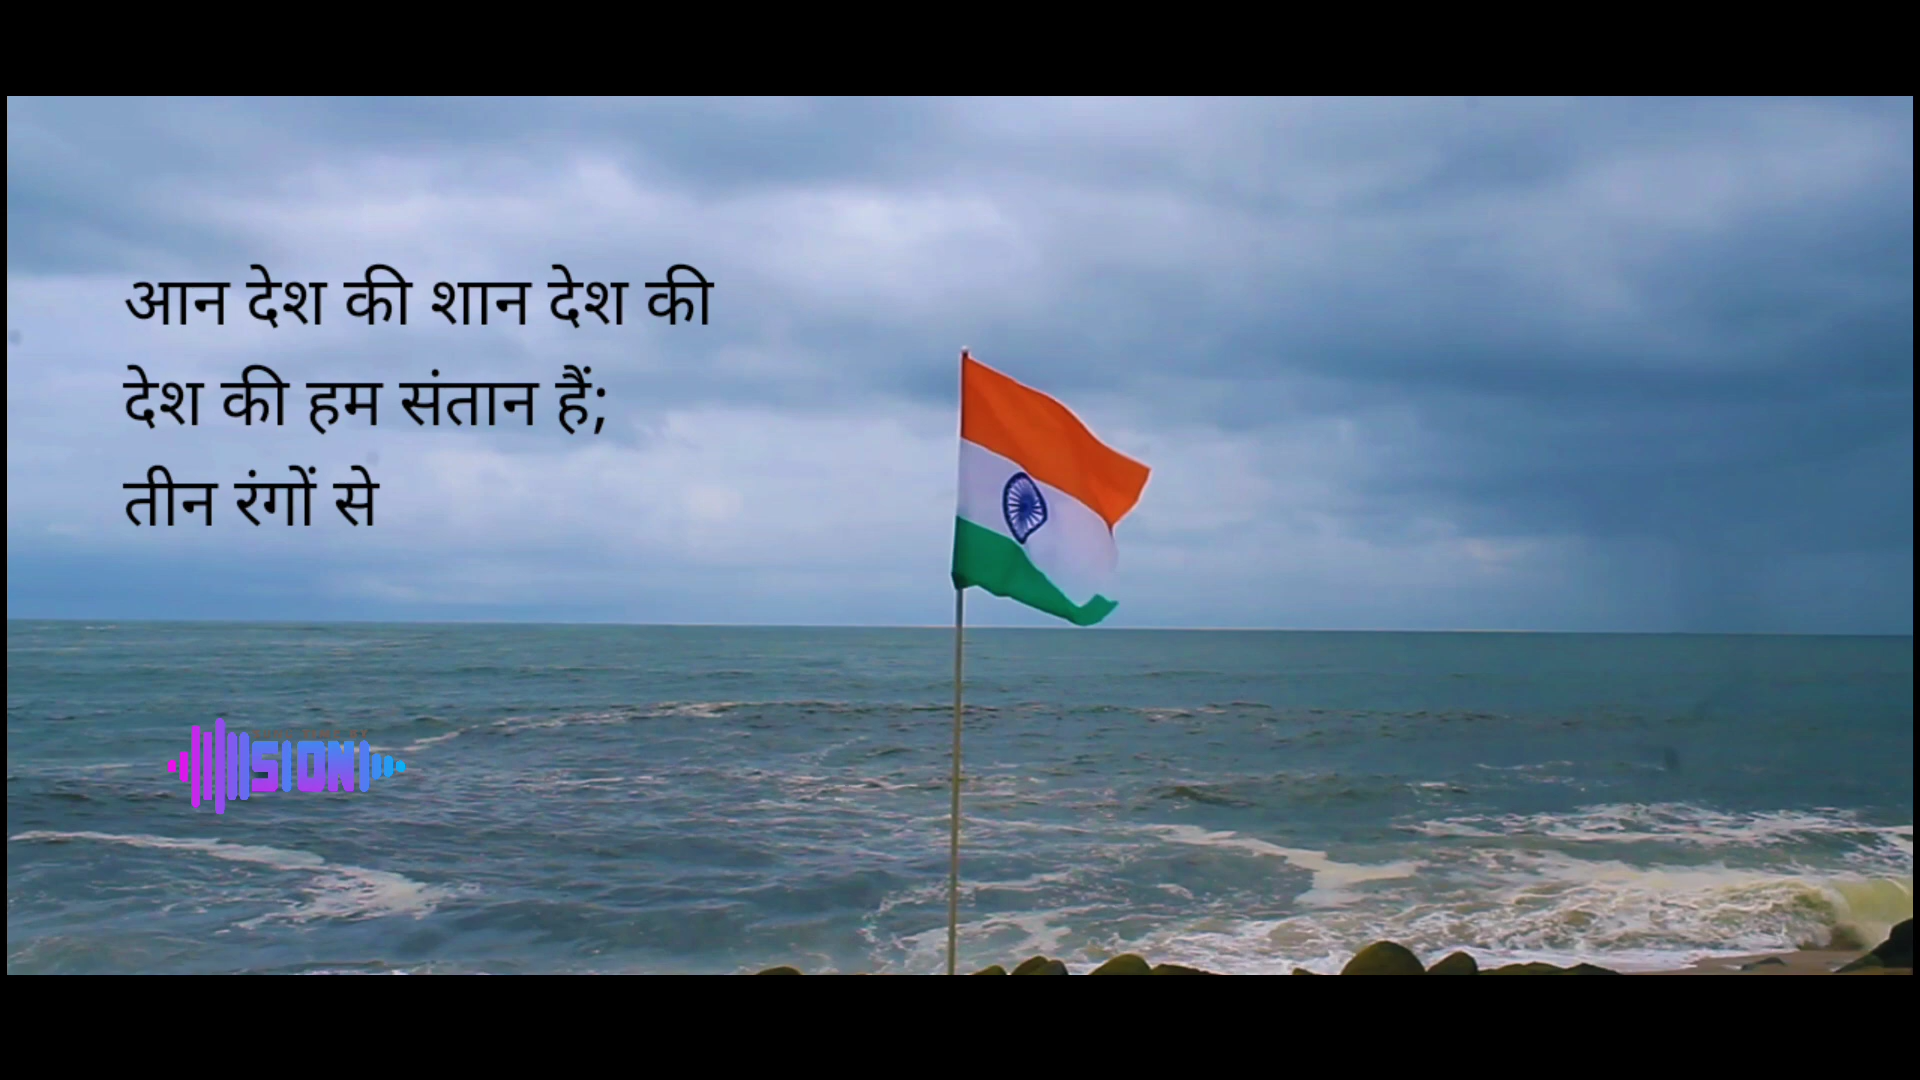 आन देश की शान देश की
देश की हम संतान हैं;
तीन रंगों से
SION